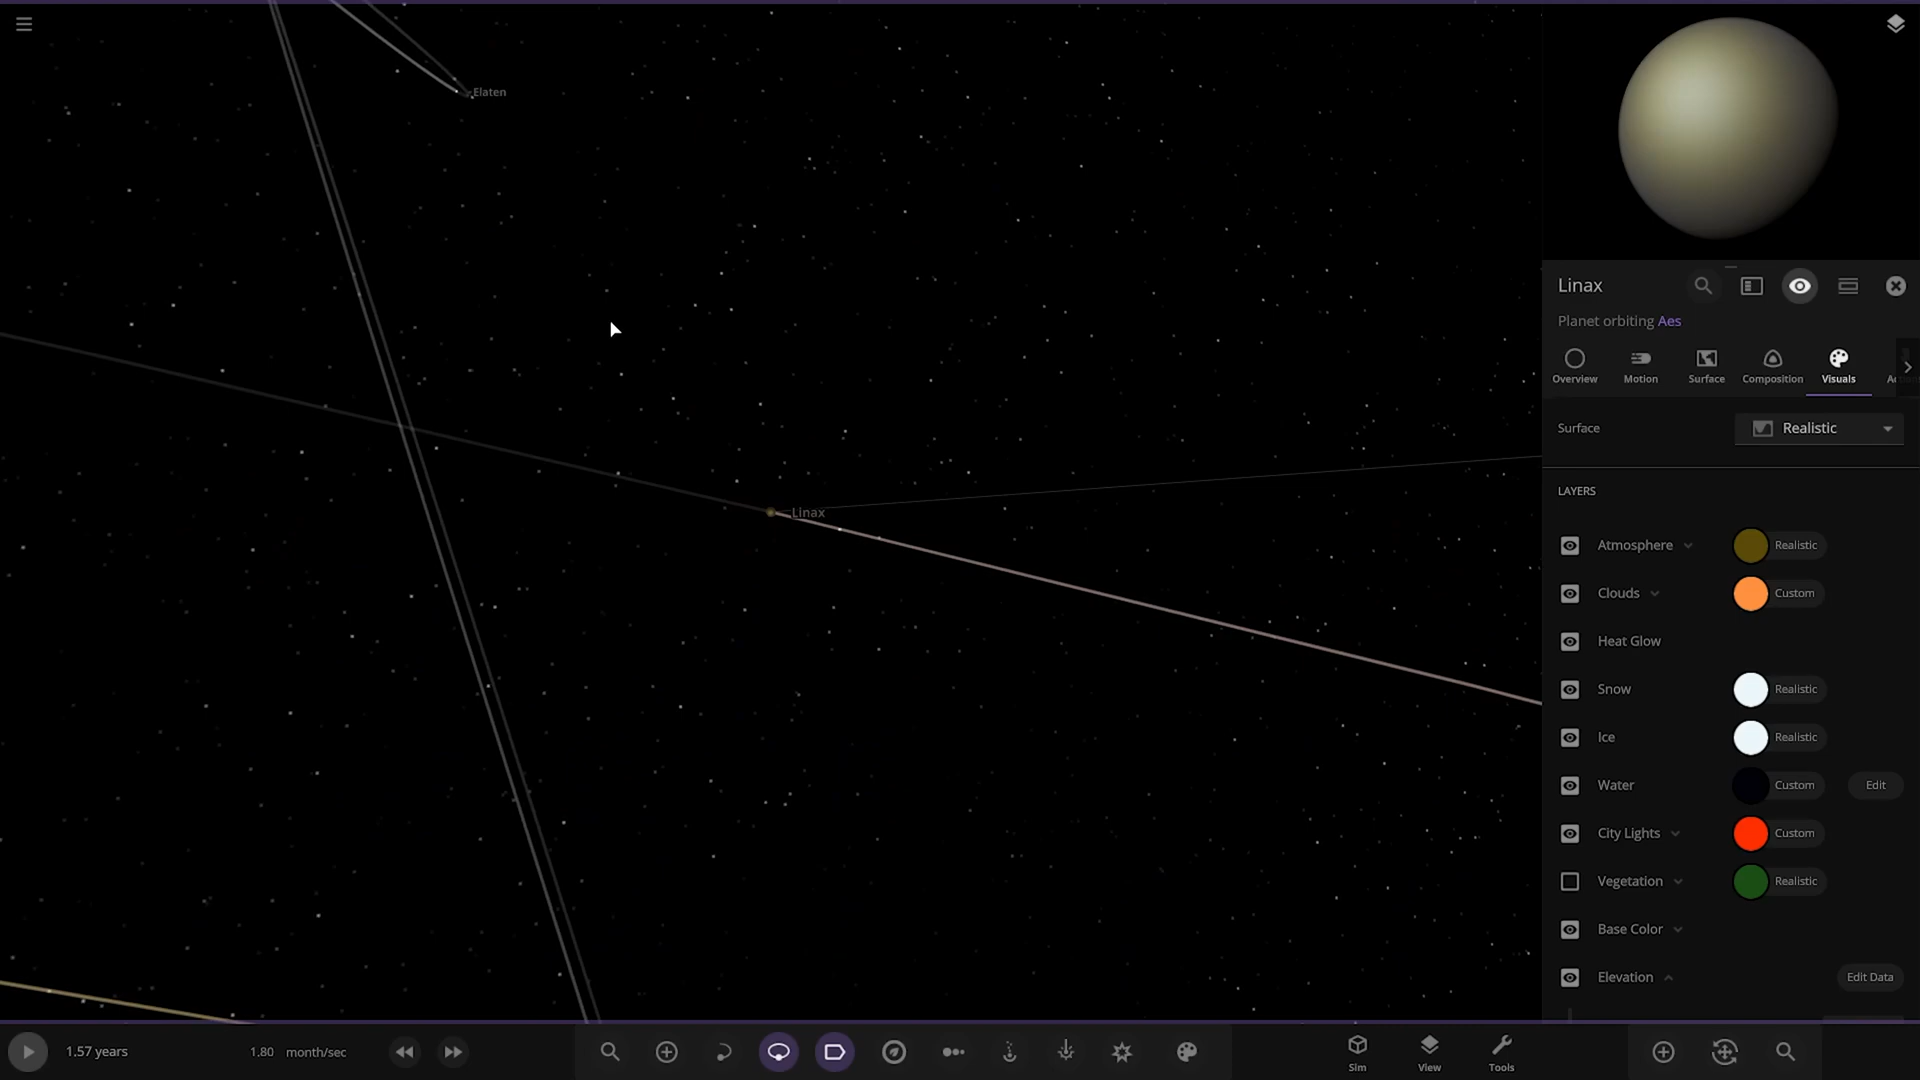 Elaten
Linax
Linax
Planet orbiting Aes
Overview Motion Surface Composition Visuals
Surface Realistic
LAYERS
Atmosphere Realistic
Clouds Custom
Heat Glow
Snow Realistic
Ice Realistic
Water Custom Edit
City Lights Custom
Vegetation Realistic
Base Color
Elevation Edit Data
1.57 years 1.80 month/sec
Sim View Tools